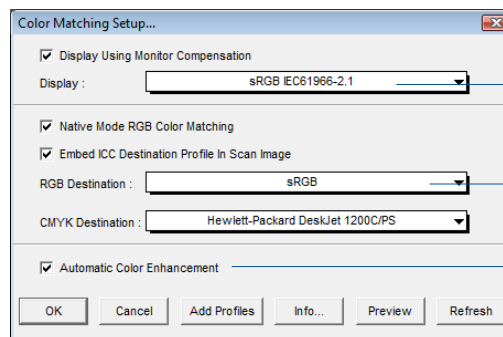 Color Matching Setup...
Display Using Monitor Compensation
Display : sRGB IEC61966-2.1
Native Mode RGB Color Matching
Embed ICC Destination Profile In Scan Image
RGB Destination : sRGB
CMYK Destination : Hewlett-Packard DeskJet 1200C/PS
Automatic Color Enhancement
OK Cancel Add Profiles Info... Preview Refresh